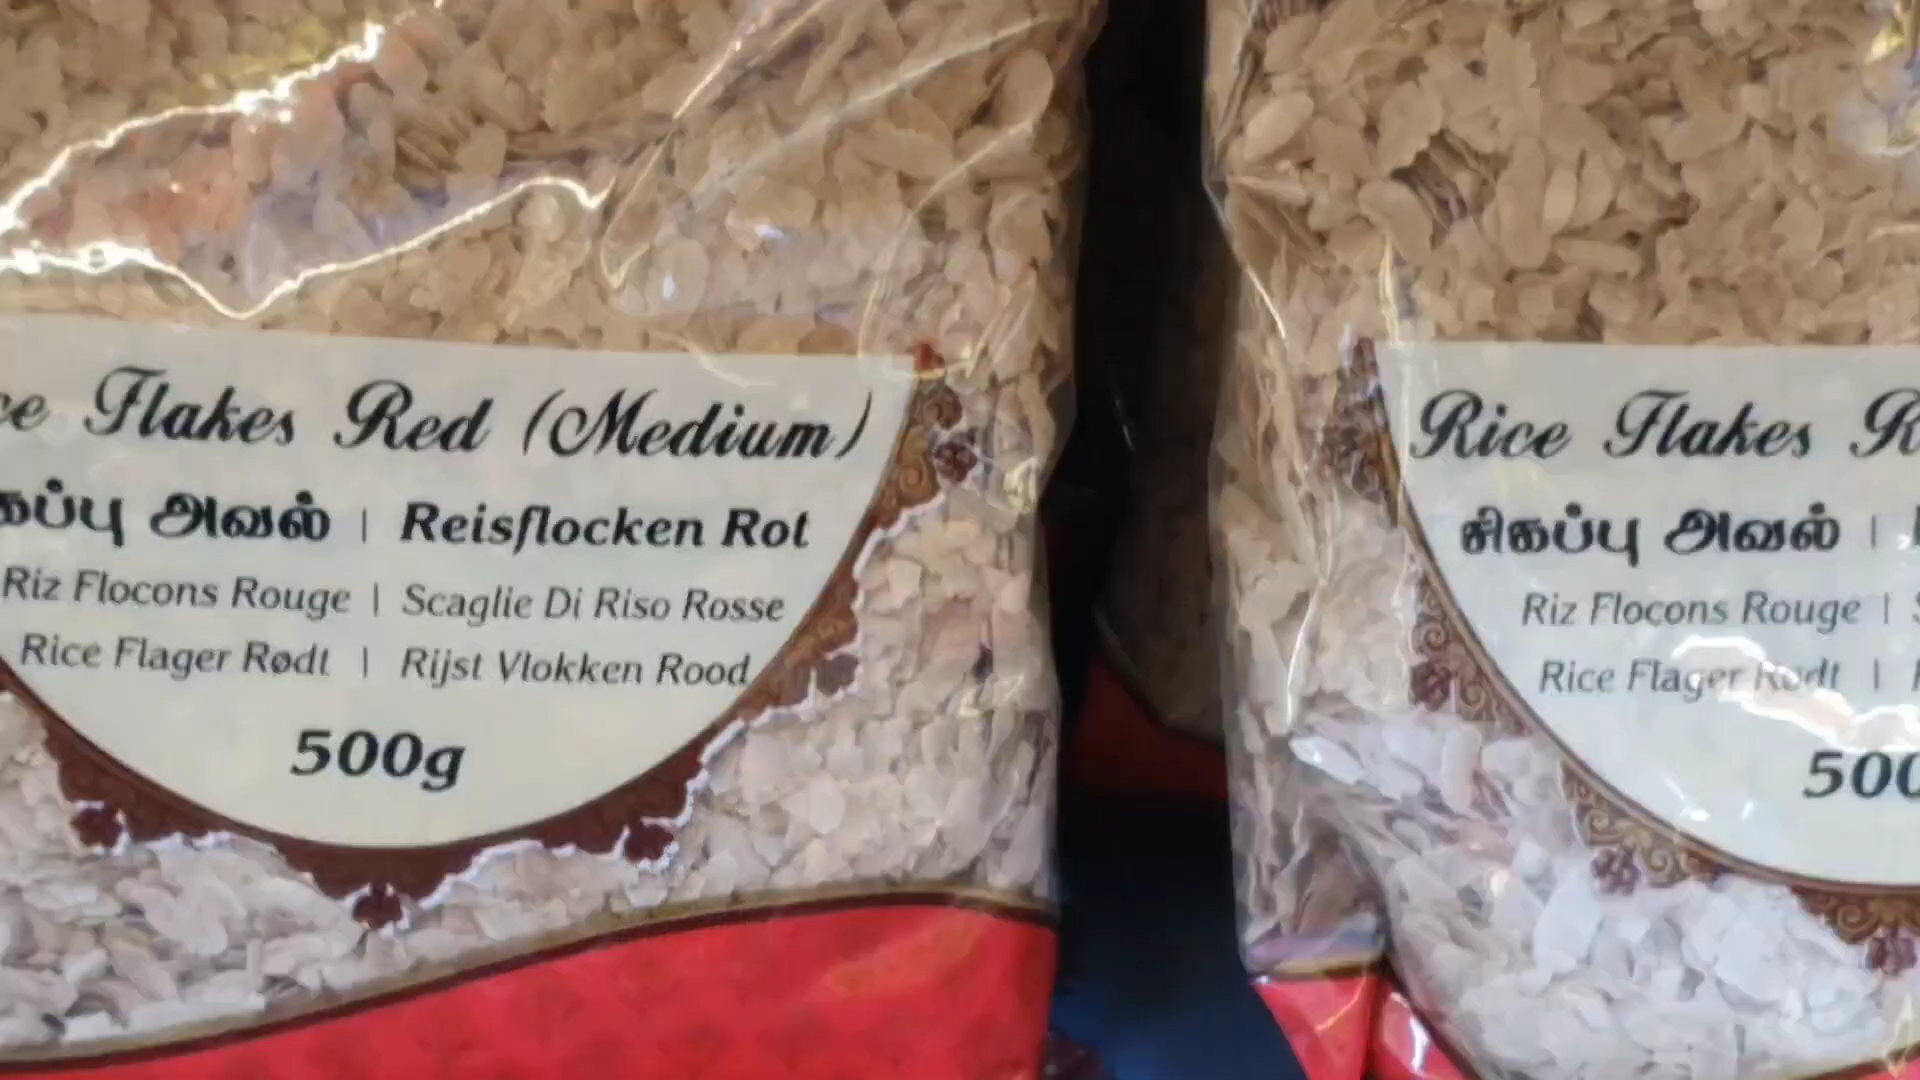 ce Flakes Red (Medium)
கப்பு அவல் | Reisflocken Rot
Riz Flocons Rouge | Scaglie Di Riso Rosse
Rice Flager Rødt | Rijst Vlokken Rood
500g
Rice Flakes R
சிகப்பு அவல் |
Riz Flocons Rouge | S
Rice Flager Rødt |
500